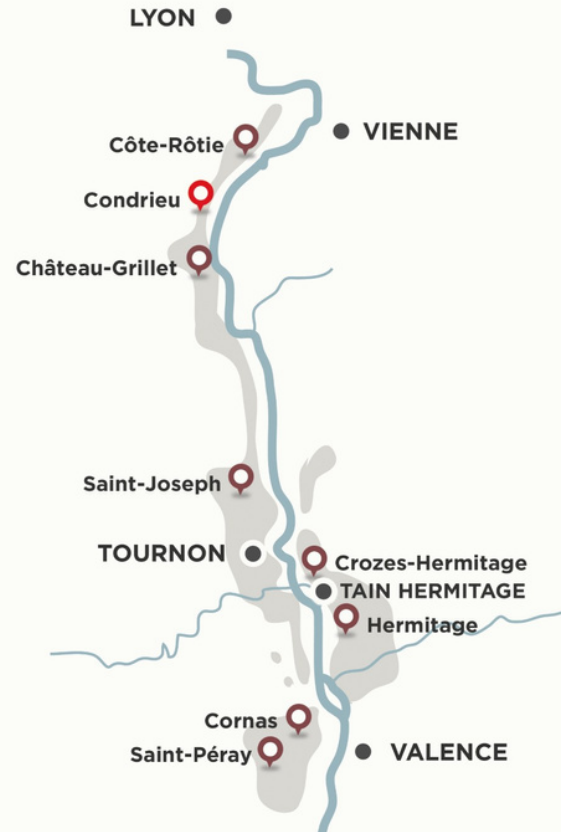 LYON
VIENNE
Côte-Rôtie
Condrieu
Château-Grillet
Saint-Joseph
TOURNON
Crozes-Hermitage
TAIN HERMITAGE
Hermitage
Cornas
Saint-Péray
VALENCE